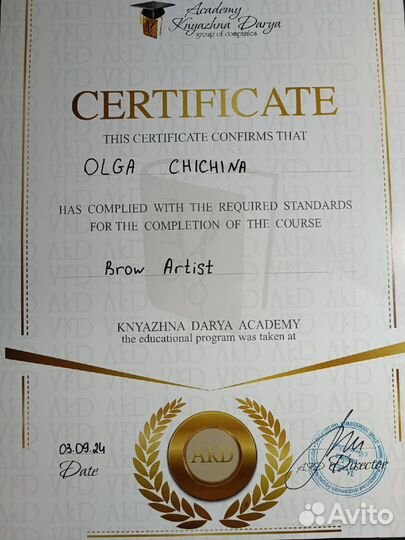 Academy
Knyazhna Darya
group of companies
CERTIFICATE
THIS CERTIFICATE CONFIRMS THAT
OLGA CHICHINA
HAS COMPLIED WITH THE REQUIRED STANDARDS
FOR THE COMPLETION OF THE COURSE
Brow Artist
KNYAZHNA DARYA ACADEMY
the educational program was taken at
AKD
03.09.24
Date
AKD Director
Avito